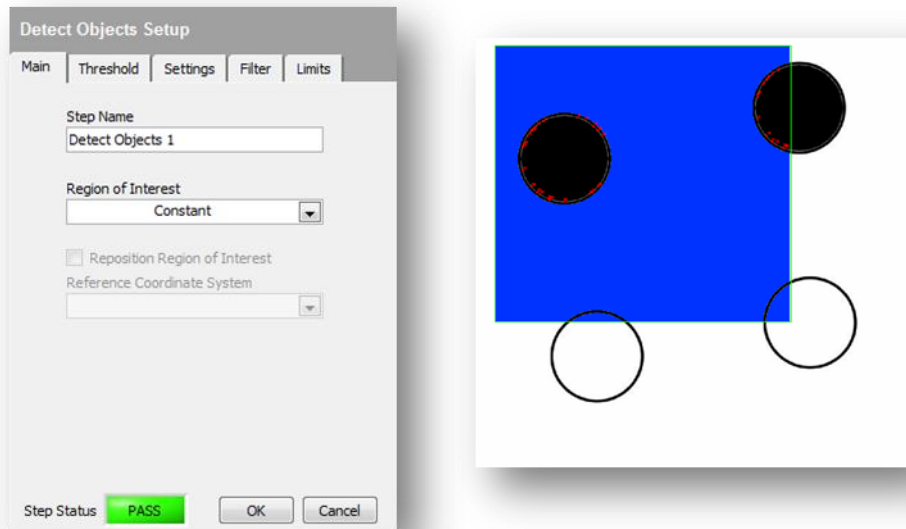 Detect Objects Setup
Main Threshold Settings Filter Limits
Step Name
Detect Objects 1
Region of Interest
Constant
Reposition Region of Interest
Reference Coordinate System
Step Status PASS OK Cancel